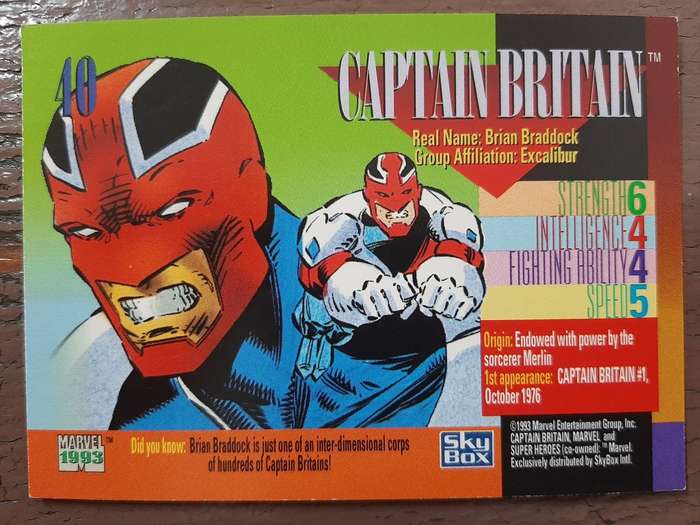 40
CAPTAIN BRITAIN™
Real Name: Brian Braddock
Group Affiliation: Excalibur
STRENGTH 6
INTELLIGENCE 4
FIGHTING ABILITY 4
SPEED 5
Origin: Endowed with power by the
sorcerer Merlin
1st appearance: CAPTAIN BRITAIN #1,
October 1976
MARVEL™
1993
Did you know: Brian Braddock is just one of an inter-dimensional corps
of hundreds of Captain Britains!
Sky
Box
©1993 Marvel Entertainment Group, Inc.
CAPTAIN BRITAIN, MARVEL and
SUPER HEROES (co-owned): ™ Marvel.
Exclusively distributed by SkyBox Intl.